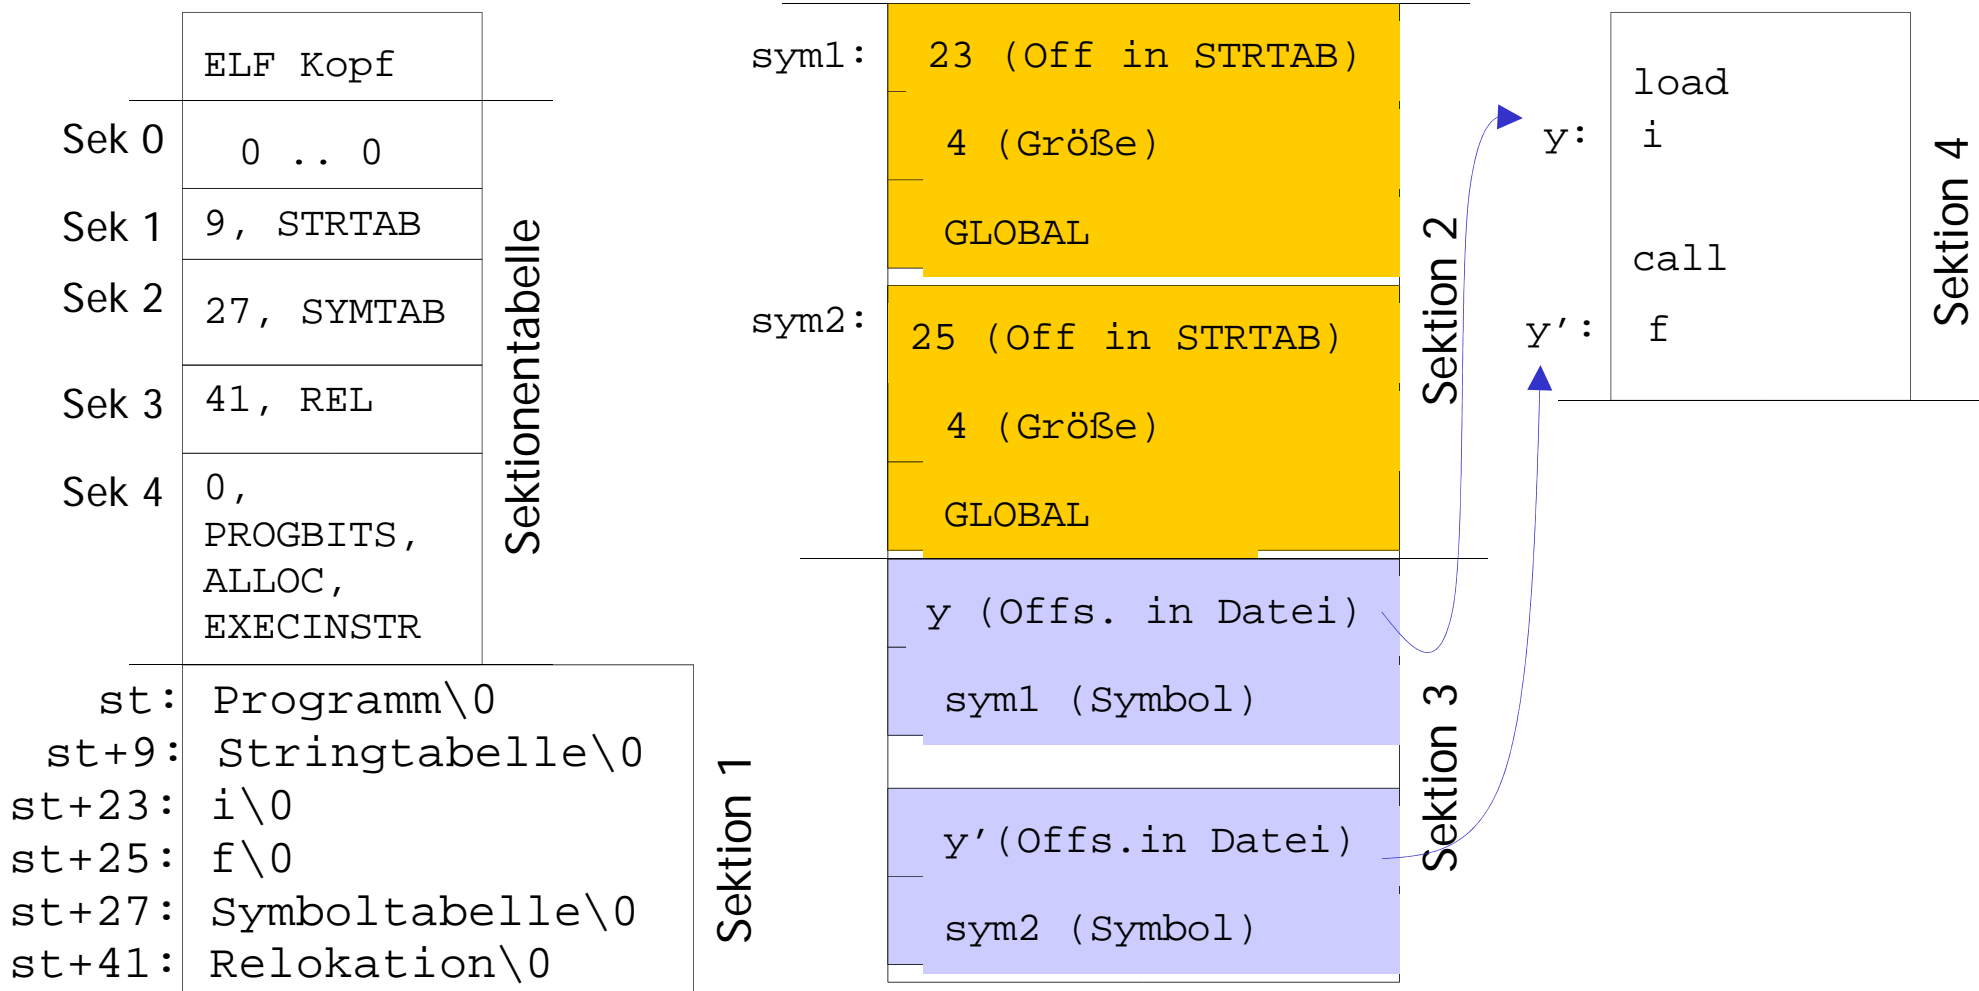 ELF Kopf
Sek 0
0 .. 0
Sek 1
9, STRTAB
Sek 2
27, SYMTAB
Sek 3
41, REL
Sek 4
0,
PROGBITS,
ALLOC,
EXECINSTR
Sektionentabelle
st: Programm\0
st+9: Stringtabelle\0
st+23: i\0
st+25: f\0
st+27: Symboltabelle\0
st+41: Relokation\0
Sektion 1
sym1: 23 (Off in STRTAB)
4 (Größe)
GLOBAL
sym2: 25 (Off in STRTAB)
4 (Größe)
GLOBAL
Sektion 2
y (Offs. in Datei)
sym1 (Symbol)
y'(Offs.in Datei)
sym2 (Symbol)
Sektion 3
load
y: i
call
y': f
Sektion 4